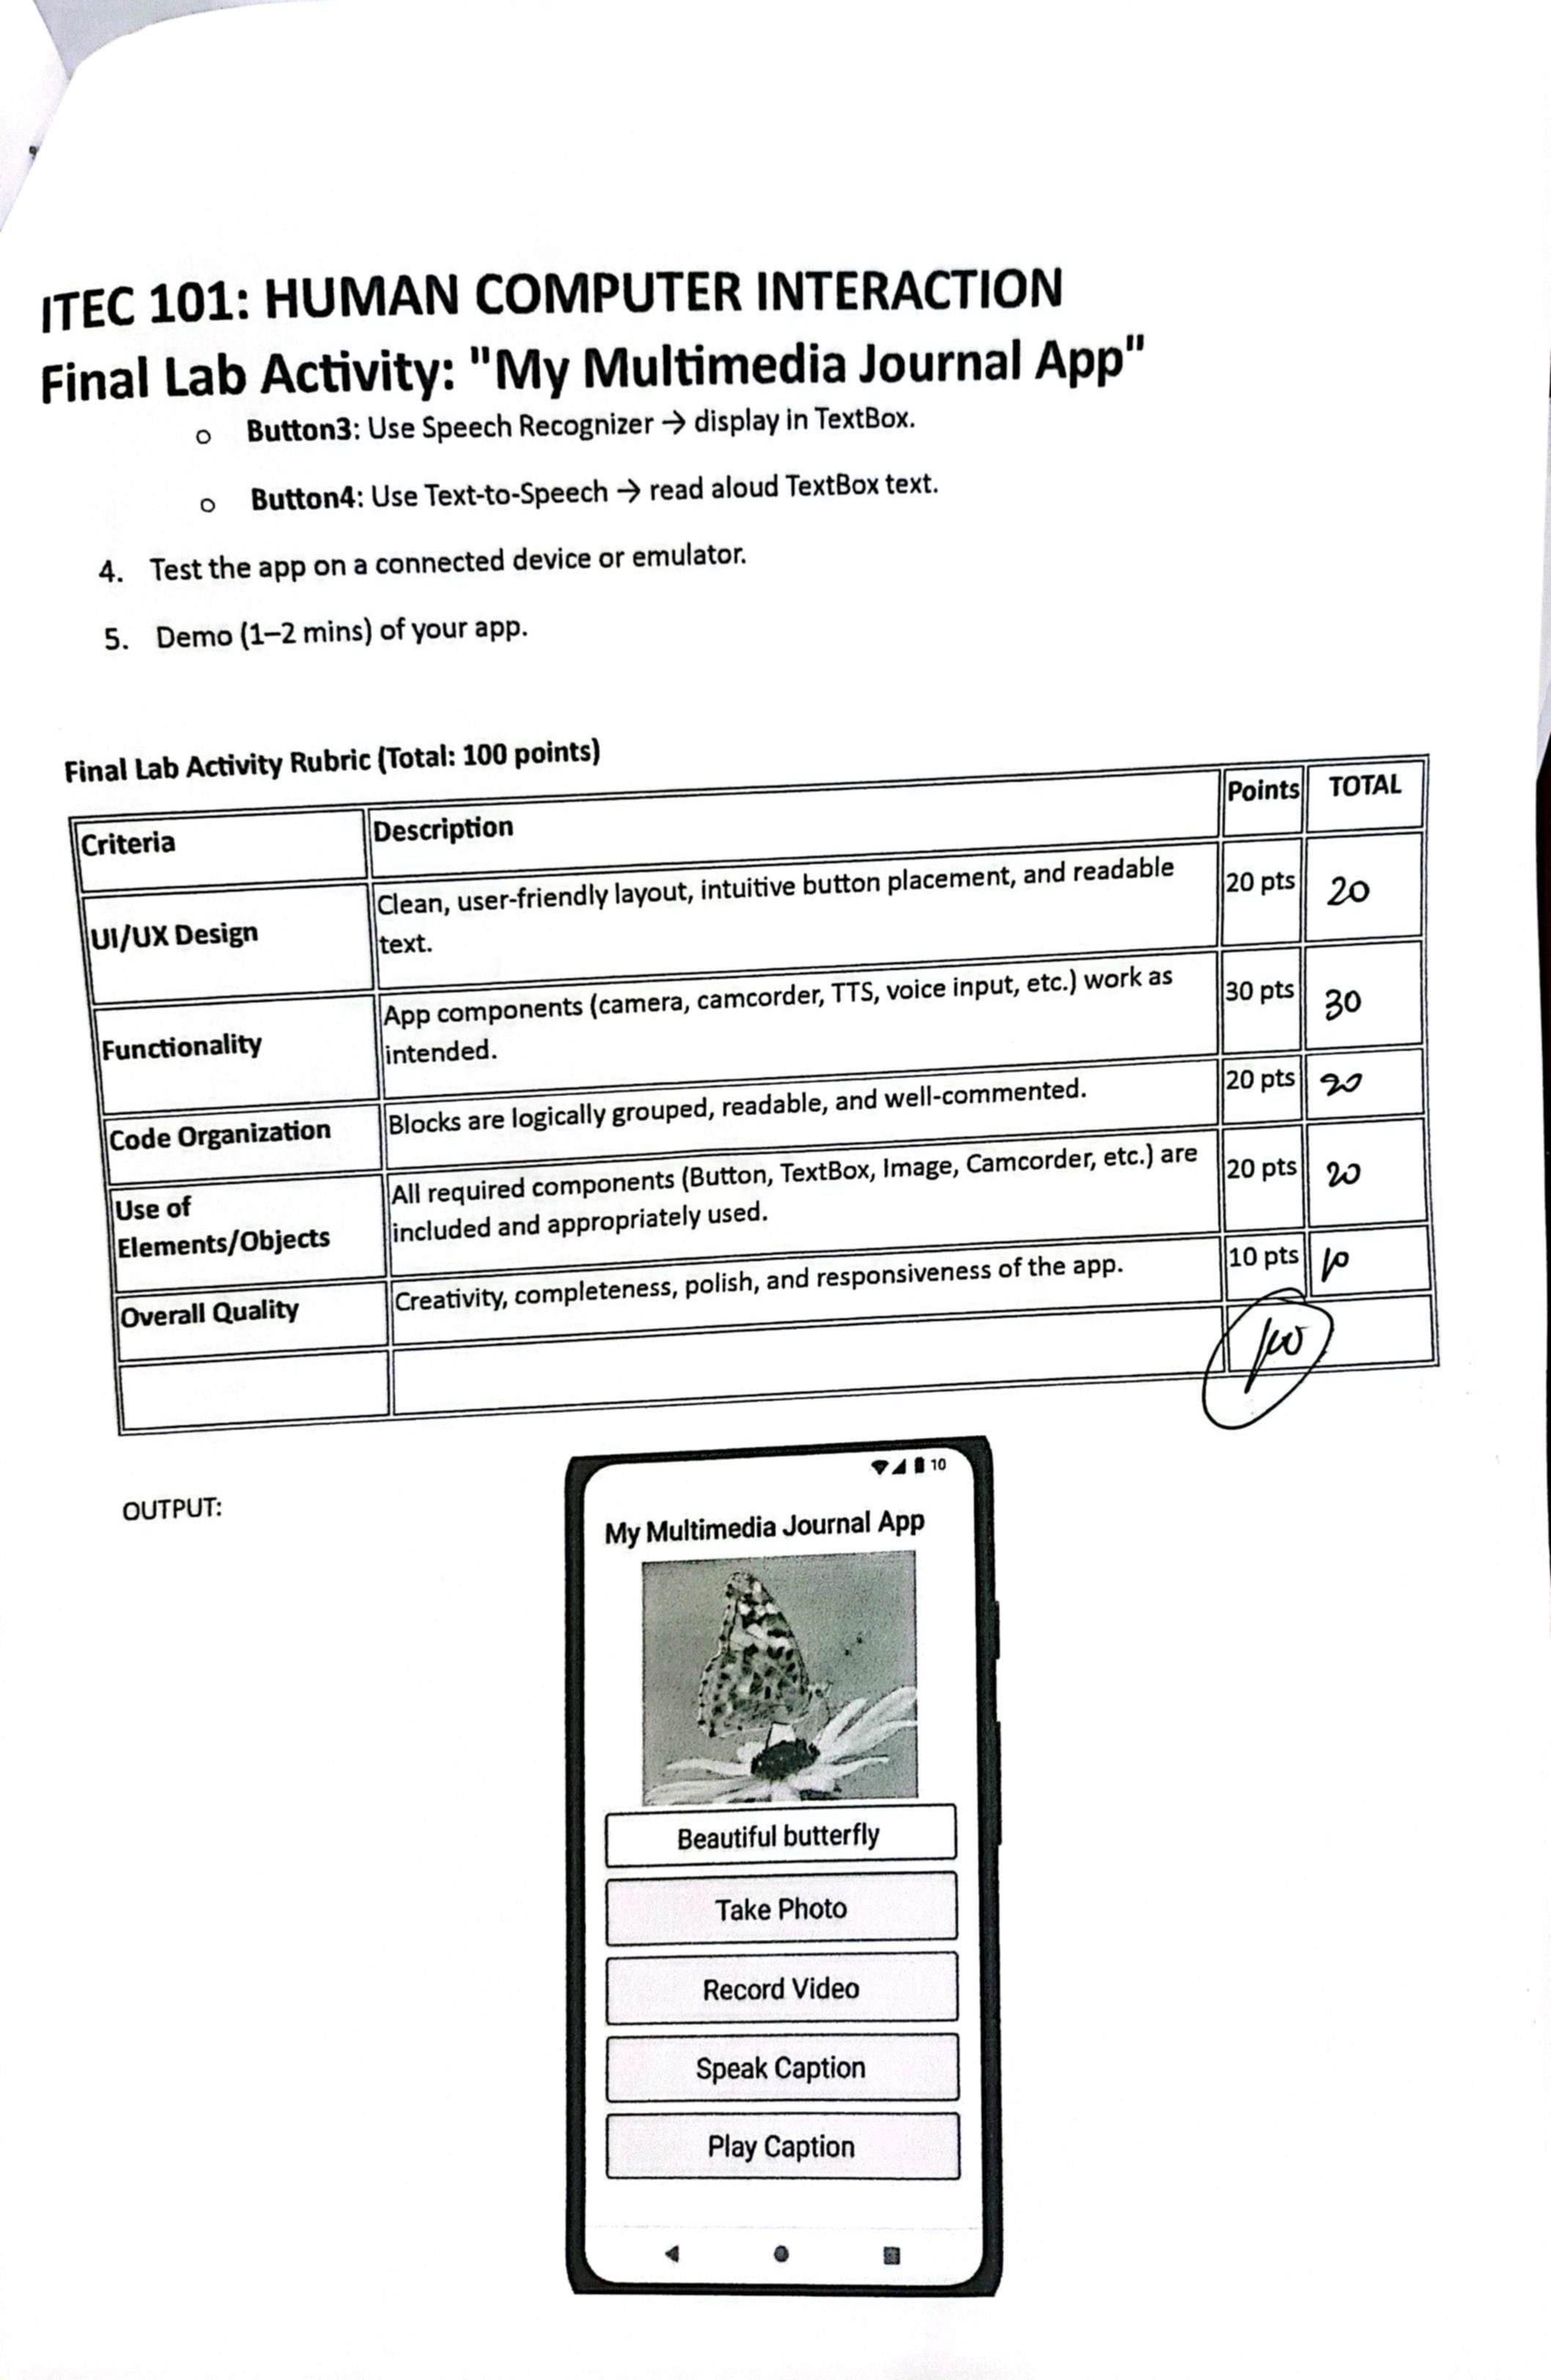 ITEC 101: HUMAN COMPUTER INTERACTION
Final Lab Activity: "My Multimedia Journal App"
o Button3: Use Speech Recognizer → display in TextBox.
o Button4: Use Text-to-Speech → read aloud TextBox text.
4. Test the app on a connected device or emulator.
5. Demo (1–2 mins) of your app.
Final Lab Activity Rubric (Total: 100 points)
Criteria Description Points TOTAL
UI/UX Design Clean, user-friendly layout, intuitive button placement, and readable 20 pts 20
text.
Functionality App components (camera, camcorder, TTS, voice input, etc.) work as 30 pts 30
intended.
Code Organization Blocks are logically grouped, readable, and well-commented. 20 pts 20
Use of All required components (Button, TextBox, Image, Camcorder, etc.) are 20 pts 20
Elements/Objects included and appropriately used.
Overall Quality Creativity, completeness, polish, and responsiveness of the app. 10 pts 10
100
OUTPUT:
10
My Multimedia Journal App
Beautiful butterfly
Take Photo
Record Video
Speak Caption
Play Caption